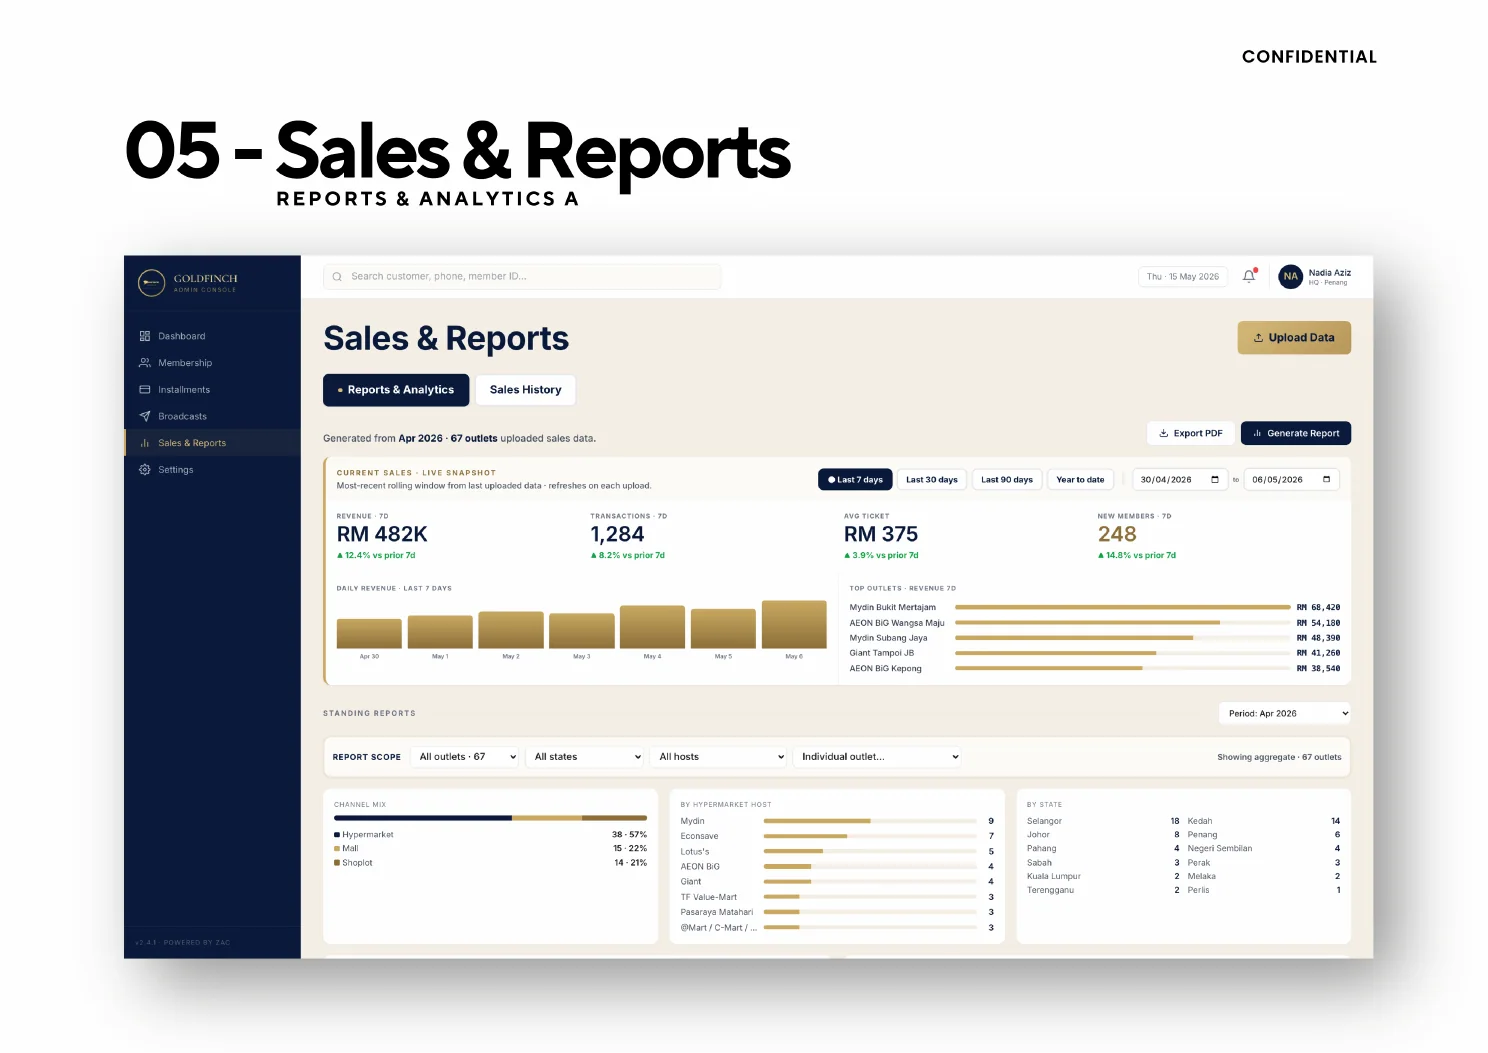 CONFIDENTIAL
05 - Sales & Reports
REPORTS & ANALYTICS A
GOLDFINCH
ADMIN CONSOLE
Search customer, phone, member ID...
Thu · 15 May 2026
NA
Nadia Aziz
HQ · Penang
Dashboard
Membership
Installments
Broadcasts
Sales & Reports
Settings
v2.4.1 · POWERED BY ZAC
Sales & Reports
Upload Data
Reports & Analytics
Sales History
Generated from Apr 2026 · 67 outlets uploaded sales data.
Export PDF
Generate Report
CURRENT SALES · LIVE SNAPSHOT
Most-recent rolling window from last uploaded data · refreshes on each upload.
Last 7 days
Last 30 days
Last 90 days
Year to date
30/04/2026
to
06/05/2026
REVENUE · 7D
RM 482K
▲ 12.4% vs prior 7d
TRANSACTIONS · 7D
1,284
▲ 8.2% vs prior 7d
AVG TICKET
RM 375
▲ 3.9% vs prior 7d
NEW MEMBERS · 7D
248
▲ 14.8% vs prior 7d
DAILY REVENUE · LAST 7 DAYS
Apr 30
May 1
May 2
May 3
May 4
May 5
May 6
TOP OUTLETS · REVENUE 7D
Mydin Bukit Mertajam RM 68,420
AEON BiG Wangsa Maju RM 54,180
Mydin Subang Jaya RM 48,390
Giant Tampoi JB RM 41,260
AEON BiG Kepong RM 38,540
STANDING REPORTS
Period: Apr 2026
REPORT SCOPE
All outlets · 67
All states
All hosts
Individual outlet...
Showing aggregate · 67 outlets
CHANNEL MIX
Hypermarket 38 · 57%
Mall 15 · 22%
Shoplot 14 · 21%
BY HYPERMARKET HOST
Mydin 9
Econsave 7
Lotus's 5
AEON BiG 4
Giant 4
TF Value-Mart 3
Pasaraya Matahari 3
@Mart / C-Mart / ... 3
BY STATE
Selangor 18 Kedah 14
Johor 8 Penang 6
Pahang 4 Negeri Sembilan 4
Sabah 3 Perak 3
Kuala Lumpur 2 Melaka 2
Terengganu 2 Perlis 1